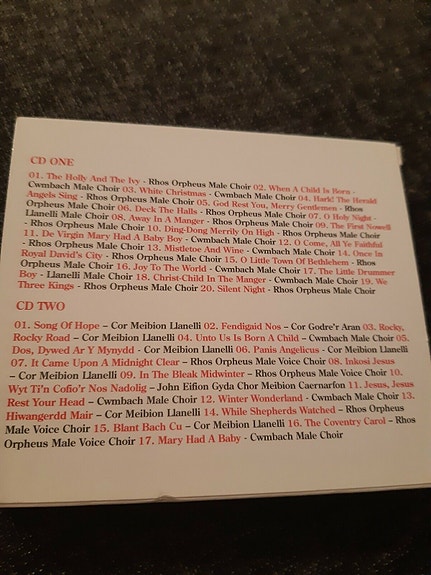 CD ONE
01. The Holly And The Ivy - Rhos Orpheus Male Choir 02. When A Child Is Born -
Cwmbach Male Choir 03. White Christmas - Cwmbach Male Choir 04. Hark! The Herald
Angels Sing - Rhos Orpheus Male Choir 05. God Rest You, Merry Gentlemen - Rhos
Orpheus Male Choir 06. Deck The Halls - Rhos Orpheus Male Choir 07. O Holy Night -
Llanelli Male Choir 08. Away In A Manger - Rhos Orpheus Male Choir 09. The First Nowell
- Rhos Orpheus Male Choir 10. Ding-Dong Merrily On High - Rhos Orpheus Male Choir
11. De Virgin Mary Had A Baby Boy - Cwmbach Male Choir 12. O Come, All Ye Faithful
- Rhos Orpheus Male Choir 13. Mistletoe And Wine - Cwmbach Male Choir 14. Once In
Royal David's City - Rhos Orpheus Male Choir 15. O Little Town Of Bethlehem - Rhos
Orpheus Male Choir 16. Joy To The World - Cwmbach Male Choir 17. The Little Drummer
Boy - Llanelli Male Choir 18. Christ-Child In The Manger - Cwmbach Male Choir 19. We
Three Kings - Rhos Orpheus Male Choir 20. Silent Night - Rhos Orpheus Male Choir
CD TWO
01. Song Of Hope – Cor Meibion Llanelli 02. Fendigaid Nos – Cor Godre'r Aran 03. Rocky,
Rocky Road – Cor Meibion Llanelli 04. Unto Us Is Born A Child - Cwmbach Male Choir 05.
Dos, Dywed Ar Y Mynydd - Cor Meibion Llanelli 06. Panis Angelicus - Cor Meibion Llanelli
07. It Came Upon A Midnight Clear – Rhos Orpheus Male Voice Choir 08. Inkosi Jesus
– Cor Meibion Llanelli 09. In The Bleak Midwinter – Rhos Orpheus Male Voice Choir 10.
Wyt Ti'n Cofio'r Nos Nadolig – John Eifion Gyda Chor Meibion Caernarfon 11. Jesus, Jesus
Rest Your Head – Cwmbach Male Choir 12. Winter Wonderland - Cwmbach Male Choir 13.
Hiwangerdd Mair – Cor Meibion Llanelli 14. While Shepherds Watched – Rhos Orpheus
Male Voice Choir 15. Blant Bach Cu – Cor Meibion Llanelli 16. The Coventry Carol – Rhos
Orpheus Male Voice Choir 17. Mary Had A Baby - Cwmbach Male Choir